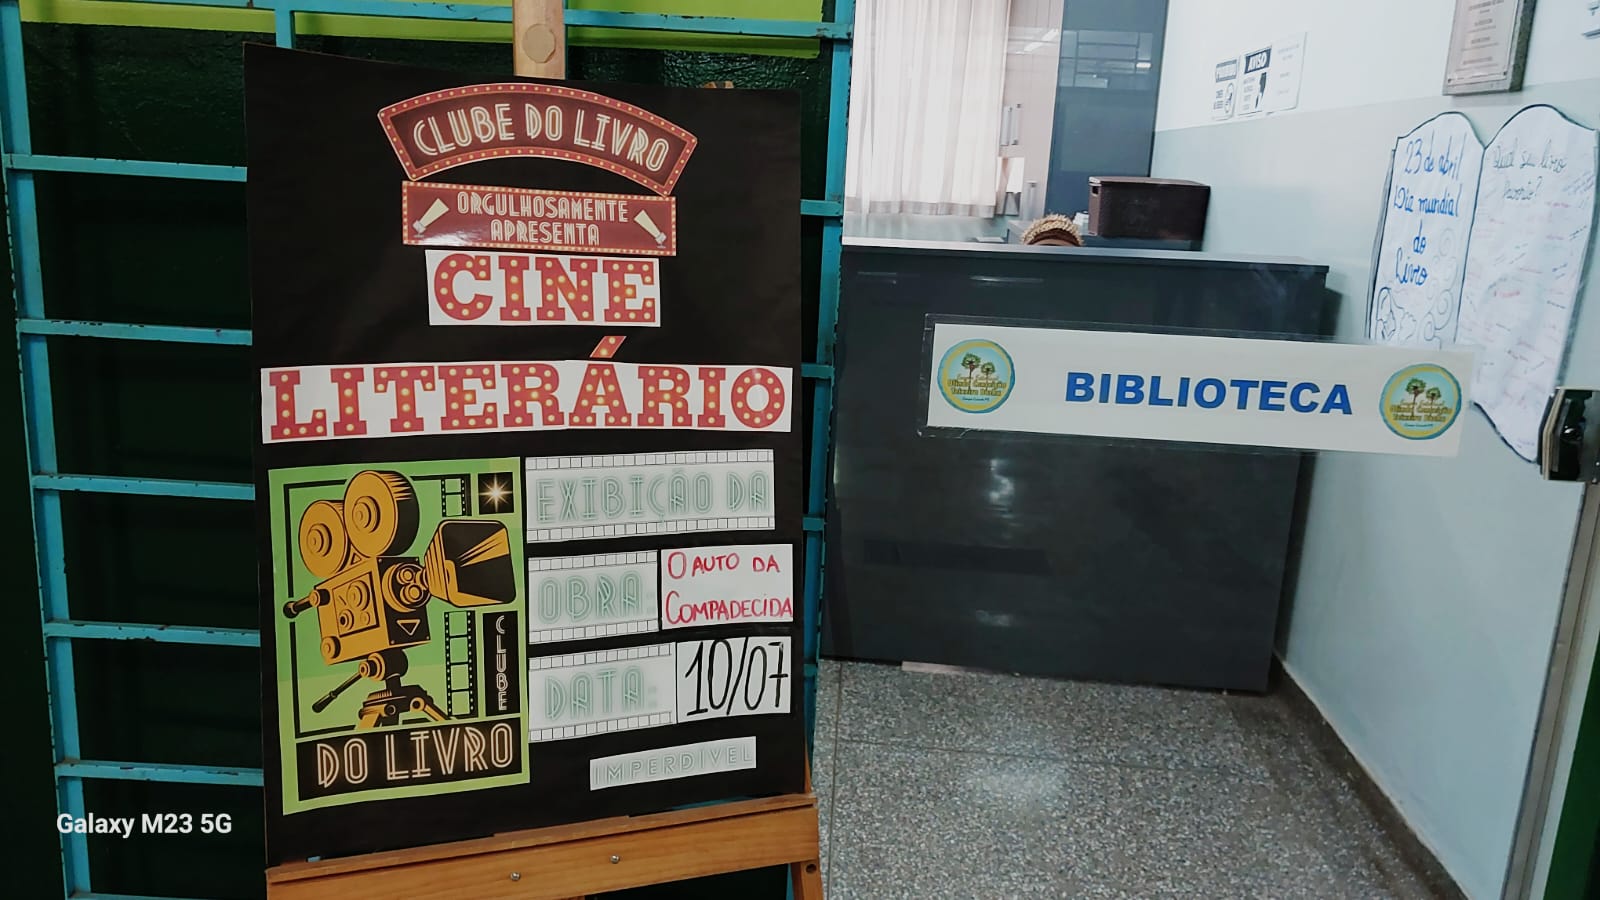 CLUBE DO LIVRO
ORGULHOSAMENTE
APRESENTA
CINE
LITERÁRIO
EXIBIÇÃO DA
OBRA:
O AUTO DA
COMPADECIDA
DATA:
10/07
IMPERDÍVEL
CLUBE
DO LIVRO
BIBLIOTECA
AVISO
23 de abril
Dia mundial
do
Livro
Qual seu livro
favorito?
Galaxy M23 5G